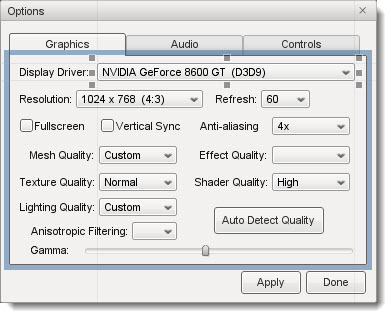 Options
Graphics Audio Controls
Display Driver: NVIDIA GeForce 8600 GT (D3D9)
Resolution: 1024 x 768 (4:3) Refresh: 60
Fullscreen Vertical Sync Anti-aliasing 4x
Mesh Quality: Custom Effect Quality:
Texture Quality: Normal Shader Quality: High
Lighting Quality: Custom
Auto Detect Quality
Anisotropic Filtering:
Gamma:
Apply Done